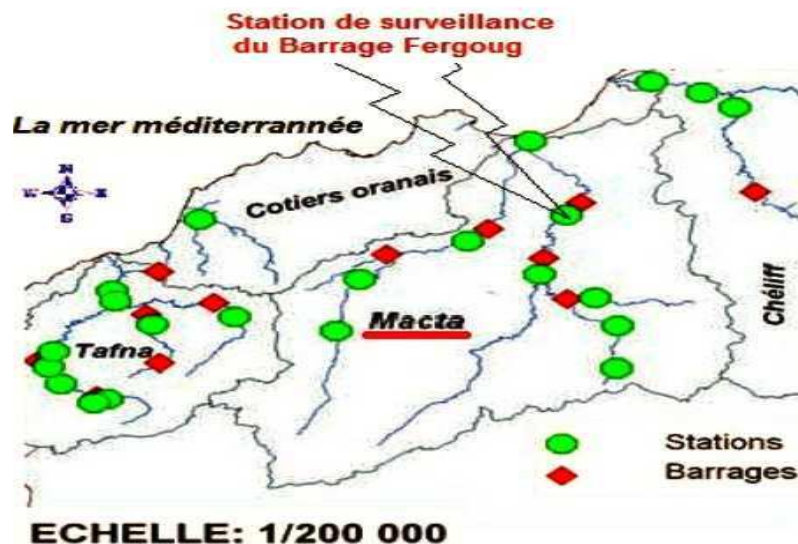 Station de surveillance
du Barrage Fergoug
La mer méditerrannée
N
W
S
Cotiers oranais
Chéliff
Macta
Tafna
Stations
Barrages
ECHELLE: 1/200 000